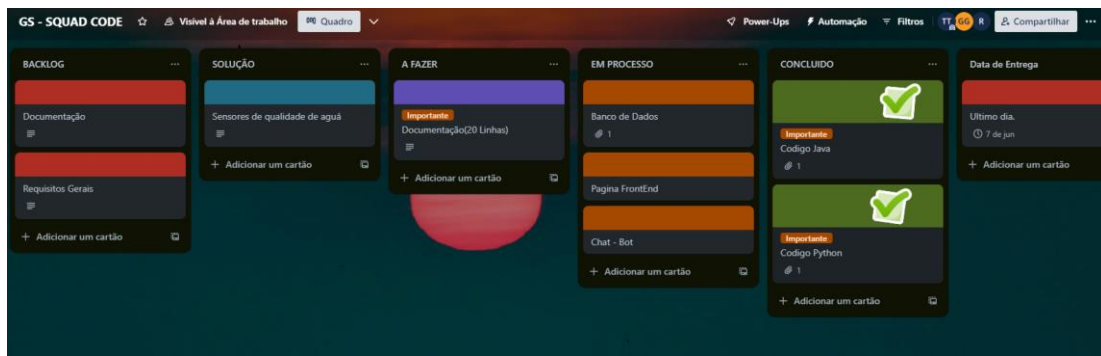 GS - SQUAD CODE Visível à Área de trabalho Quadro Power-Ups Automação Filtros TT GG R Compartilhar
BACKLOG
Documentação
Requisitos Gerais
+ Adicionar um cartão
SOLUÇÃO
Sensores de qualidade de aguá
+ Adicionar um cartão
A FAZER
Importante
Documentação(20 Linhas)
+ Adicionar um cartão
EM PROCESSO
Banco de Dados
1
Pagina FrontEnd
Chat - Bot
+ Adicionar um cartão
CONCLUIDO
Importante
Codigo Java
1
Importante
Codigo Python
1
+ Adicionar um cartão
Data de Entrega
Ultimo dia.
7 de jun
+ Adicionar um cartão